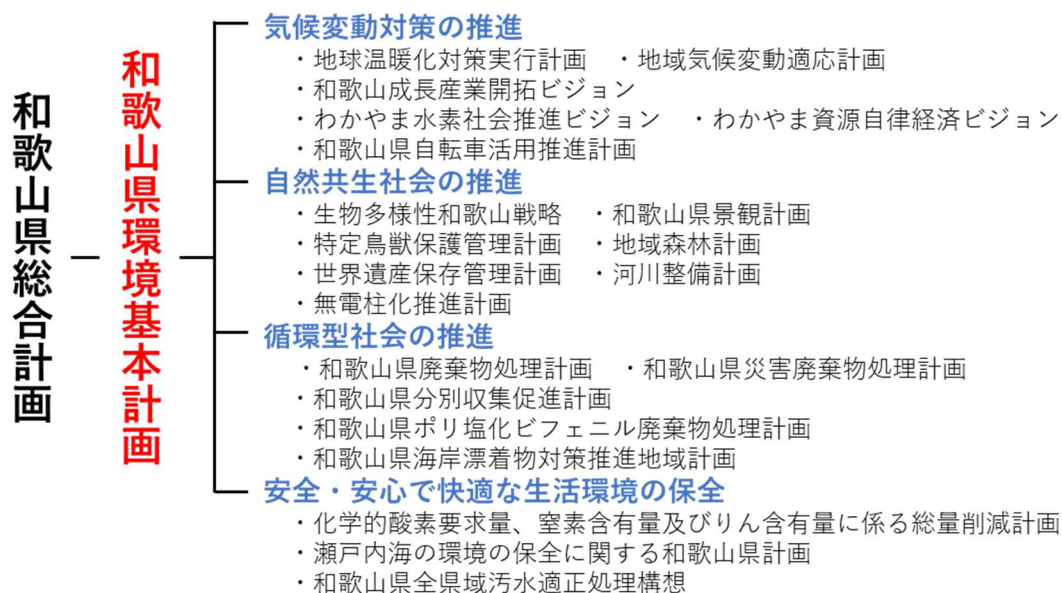 和歌山県総合計画
和歌山県環境基本計画
気候変動対策の推進
・地球温暖化対策実行計画　・地域気候変動適応計画
・和歌山成長産業開拓ビジョン
・わかやま水素社会推進ビジョン　・わかやま資源自律経済ビジョン
・和歌山県自転車活用推進計画
自然共生社会の推進
・生物多様性和歌山戦略　・和歌山県景観計画
・特定鳥獣保護管理計画　・地域森林計画
・世界遺産保存管理計画　・河川整備計画
・無電柱化推進計画
循環型社会の推進
・和歌山県廃棄物処理計画　・和歌山県災害廃棄物処理計画
・和歌山県分別収集促進計画
・和歌山県ポリ塩化ビフェニル廃棄物処理計画
・和歌山県海岸漂着物対策推進地域計画
安全・安心で快適な生活環境の保全
・化学的酸素要求量、窒素含有量及びりん含有量に係る総量削減計画
・瀬戸内海の環境の保全に関する和歌山県計画
・和歌山県全県域汚水適正処理構想